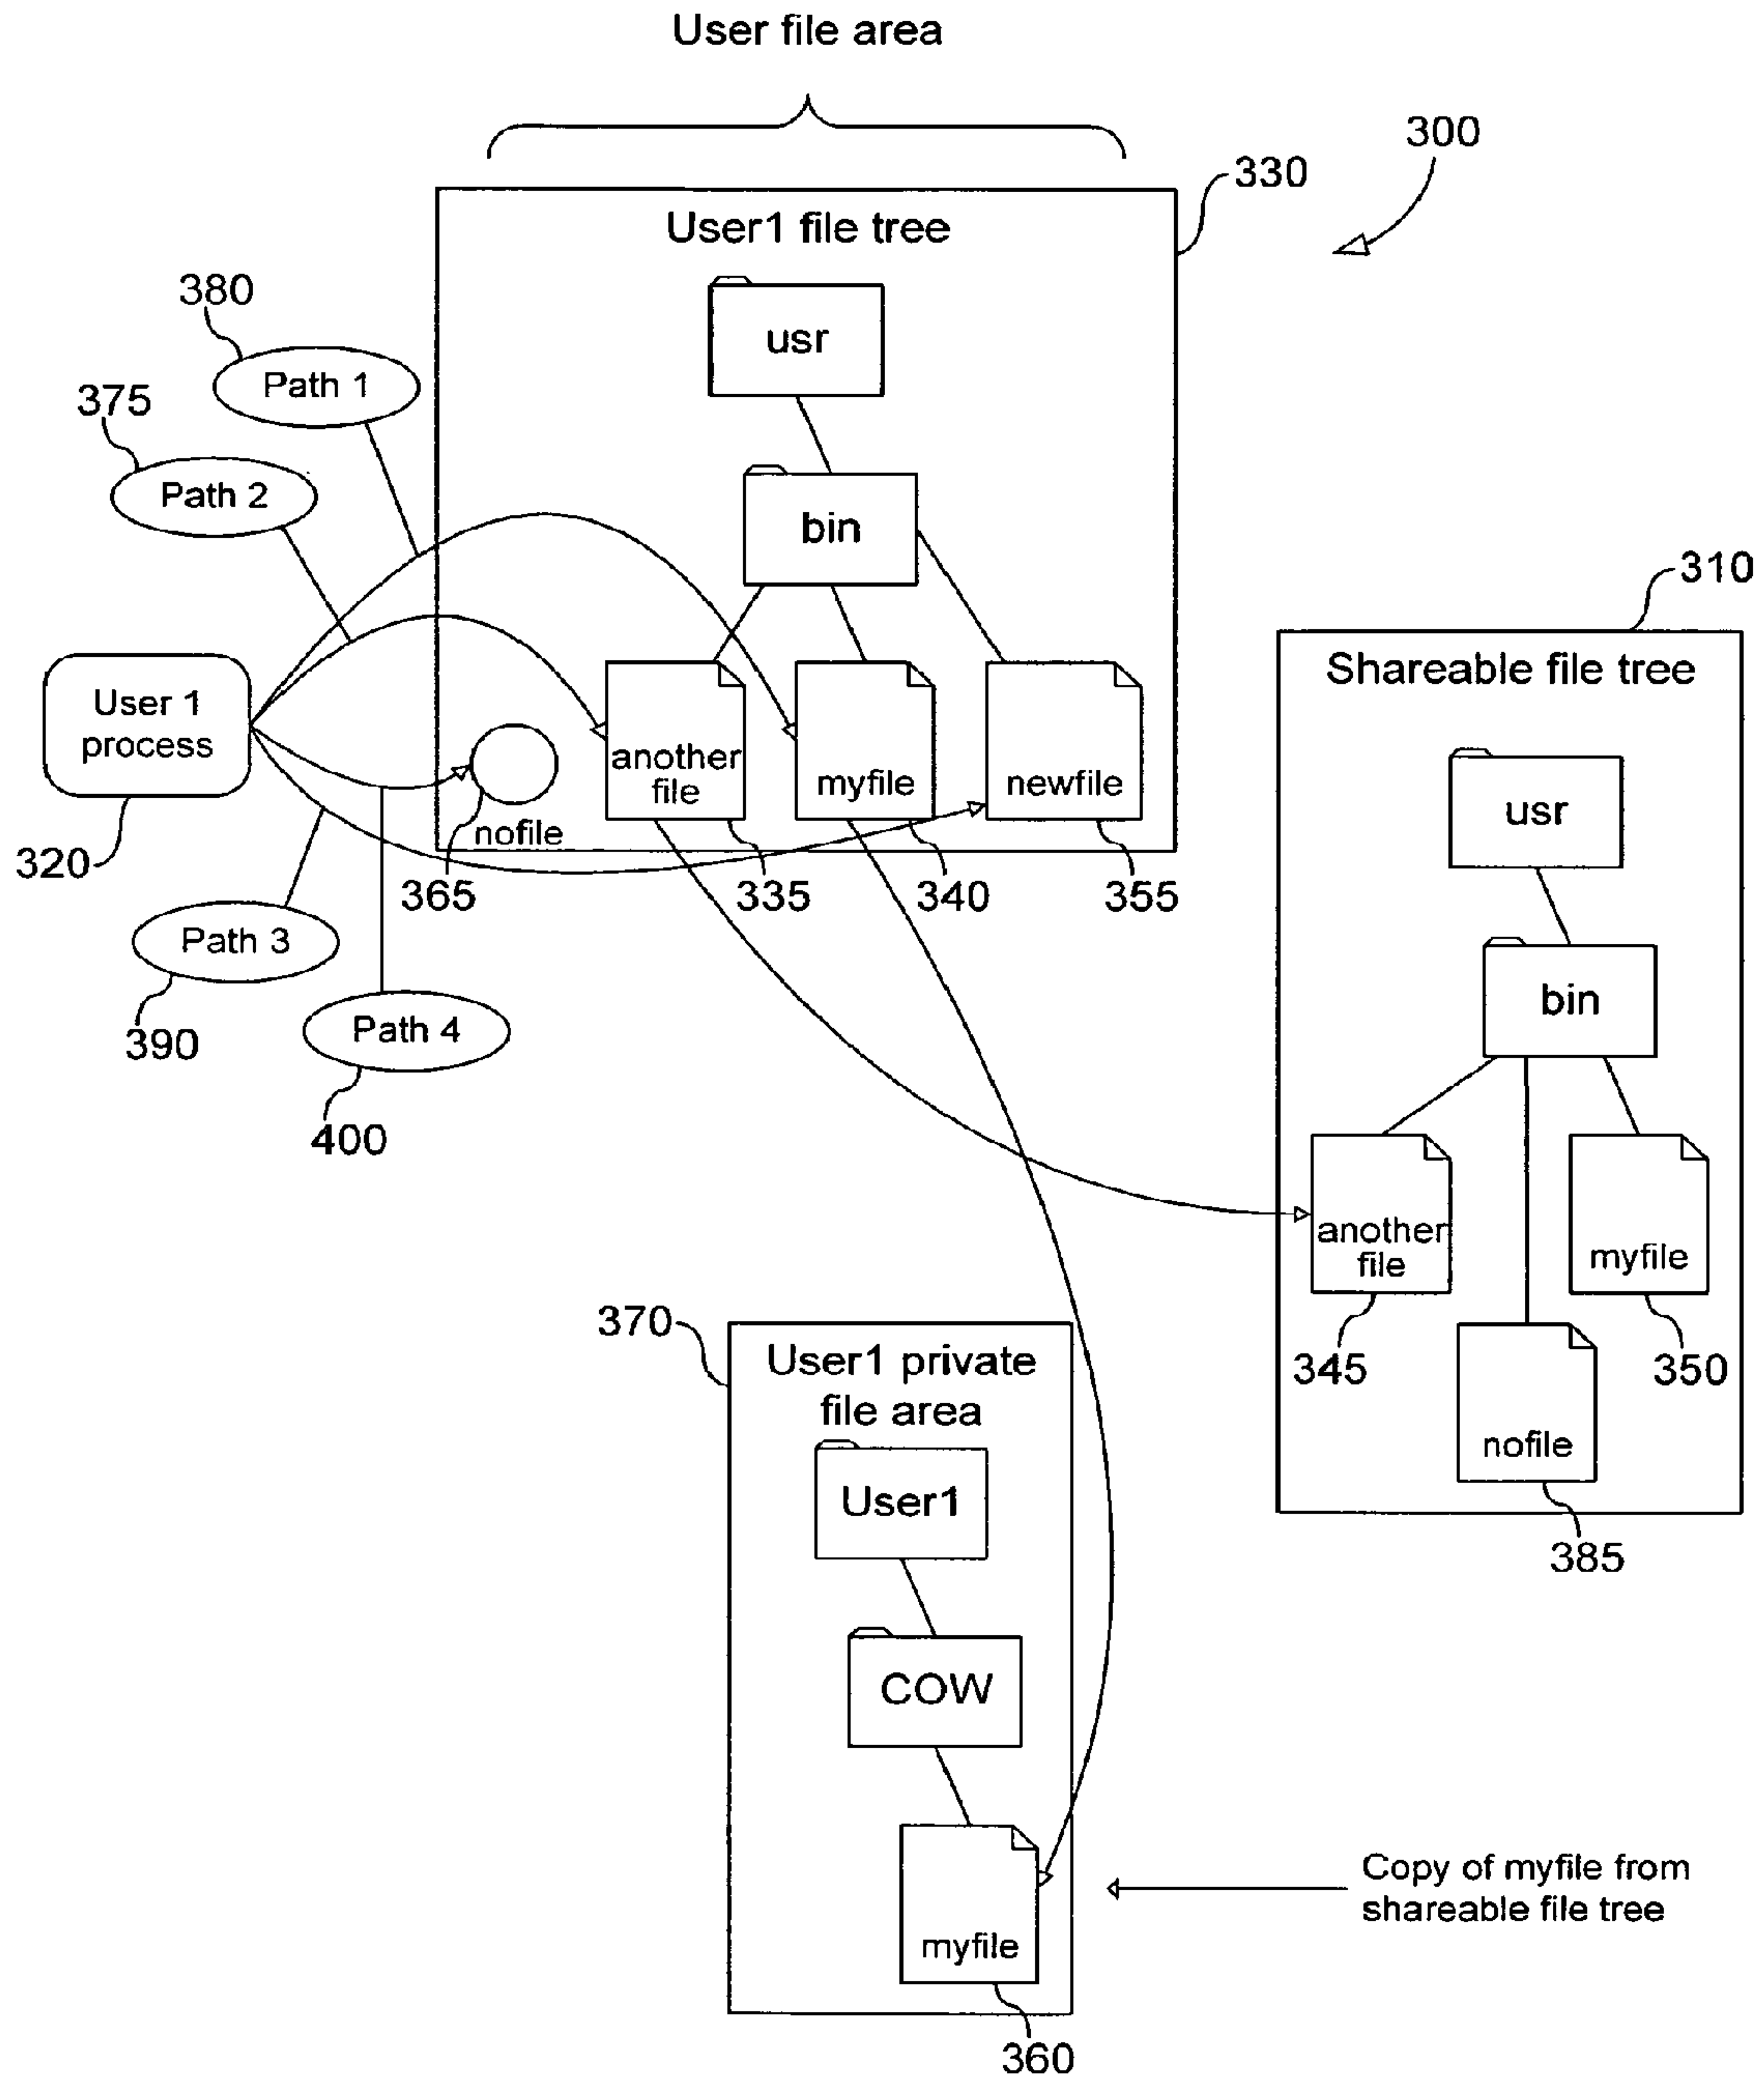 User file area
300
330
User1 file tree
380
usr
Path 1
375
Path 2
bin
310
Shareable file tree
User 1
process
another
file
myfile
newfile
usr
nofile
320
365
335
340
355
Path 3
bin
390
Path 4
400
another
file
myfile
370
User1 private
file area
345
350
nofile
User1
385
COW
Copy of myfile from
shareable file tree
myfile
360